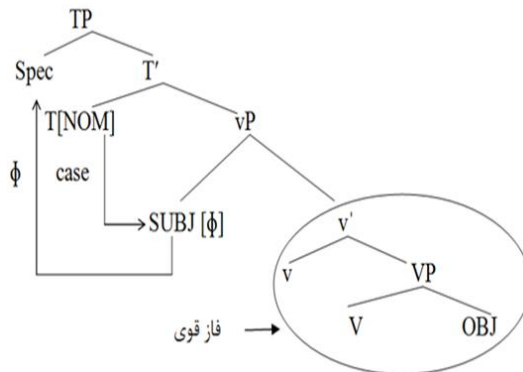 TP
Spec T′
T[NOM] vP
ϕ case
SUBJ [ϕ] v'
v VP
V OBJ
فاز قوی